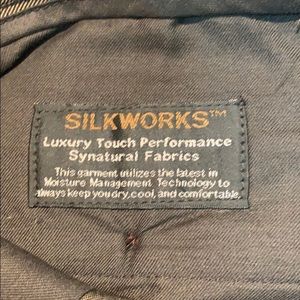 SILKWORKS™
Luxury Touch Performance
Synatural Fabrics
This garment utilizes the latest in
Moisture Management Technology to
always keep you dry, cool, and comfortable.